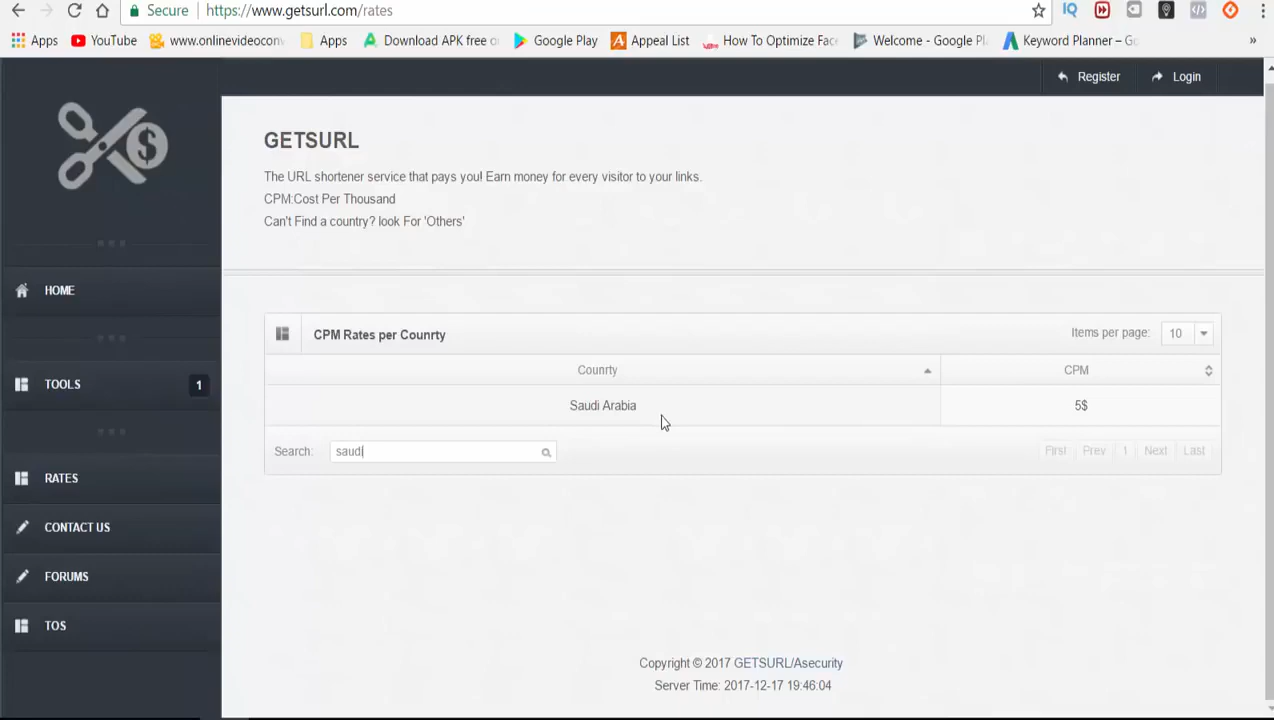 Secure https://www.getsurl.com/rates
Apps YouTube www.onlinevideoconv Apps Download APK free o Google Play Appeal List How To Optimize Fac Welcome - Google Pl Keyword Planner – Go »
Register Login
GETSURL
The URL shortener service that pays you! Earn money for every visitor to your links.
CPM:Cost Per Thousand
Can't Find a country? look For 'Others'
HOME
TOOLS 1
RATES
CONTACT US
FORUMS
TOS
CPM Rates per Counrty Items per page: 10
Counrty CPM
Saudi Arabia 5$
Search: saudi First Prev 1 Next Last
Copyright © 2017 GETSURL/Asecurity
Server Time: 2017-12-17 19:46:04